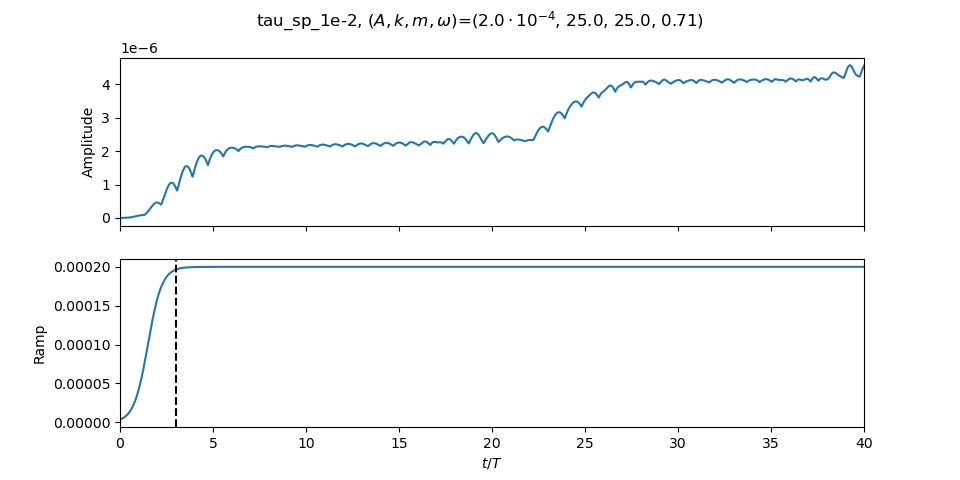 tau_sp_1e-2, (A, k, m, ω)=(2.0 · 10⁻⁴, 25.0, 25.0, 0.71)
1e−6
4
3
2
1
0
Amplitude
0.00020
0.00015
0.00010
0.00005
0.00000
Ramp
0 5 10 15 20 25 30 35 40
t/T